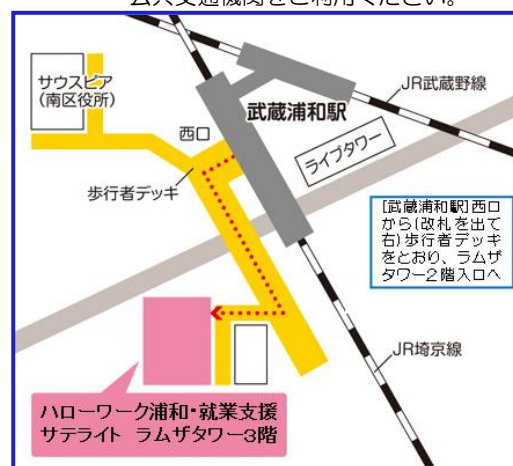 公共交通機関をご利用ください。
サウスピア
(南区役所)
JR武蔵野線
武蔵浦和駅
西口
ライブタワー
歩行者デッキ
[武蔵浦和駅]西口
から(改札を出て
右)歩行者デッキ
をとおり、ラムザ
タワー2階入口へ
JR埼京線
ハローワーク浦和・就業支援
サテライト ラムザタワー3階